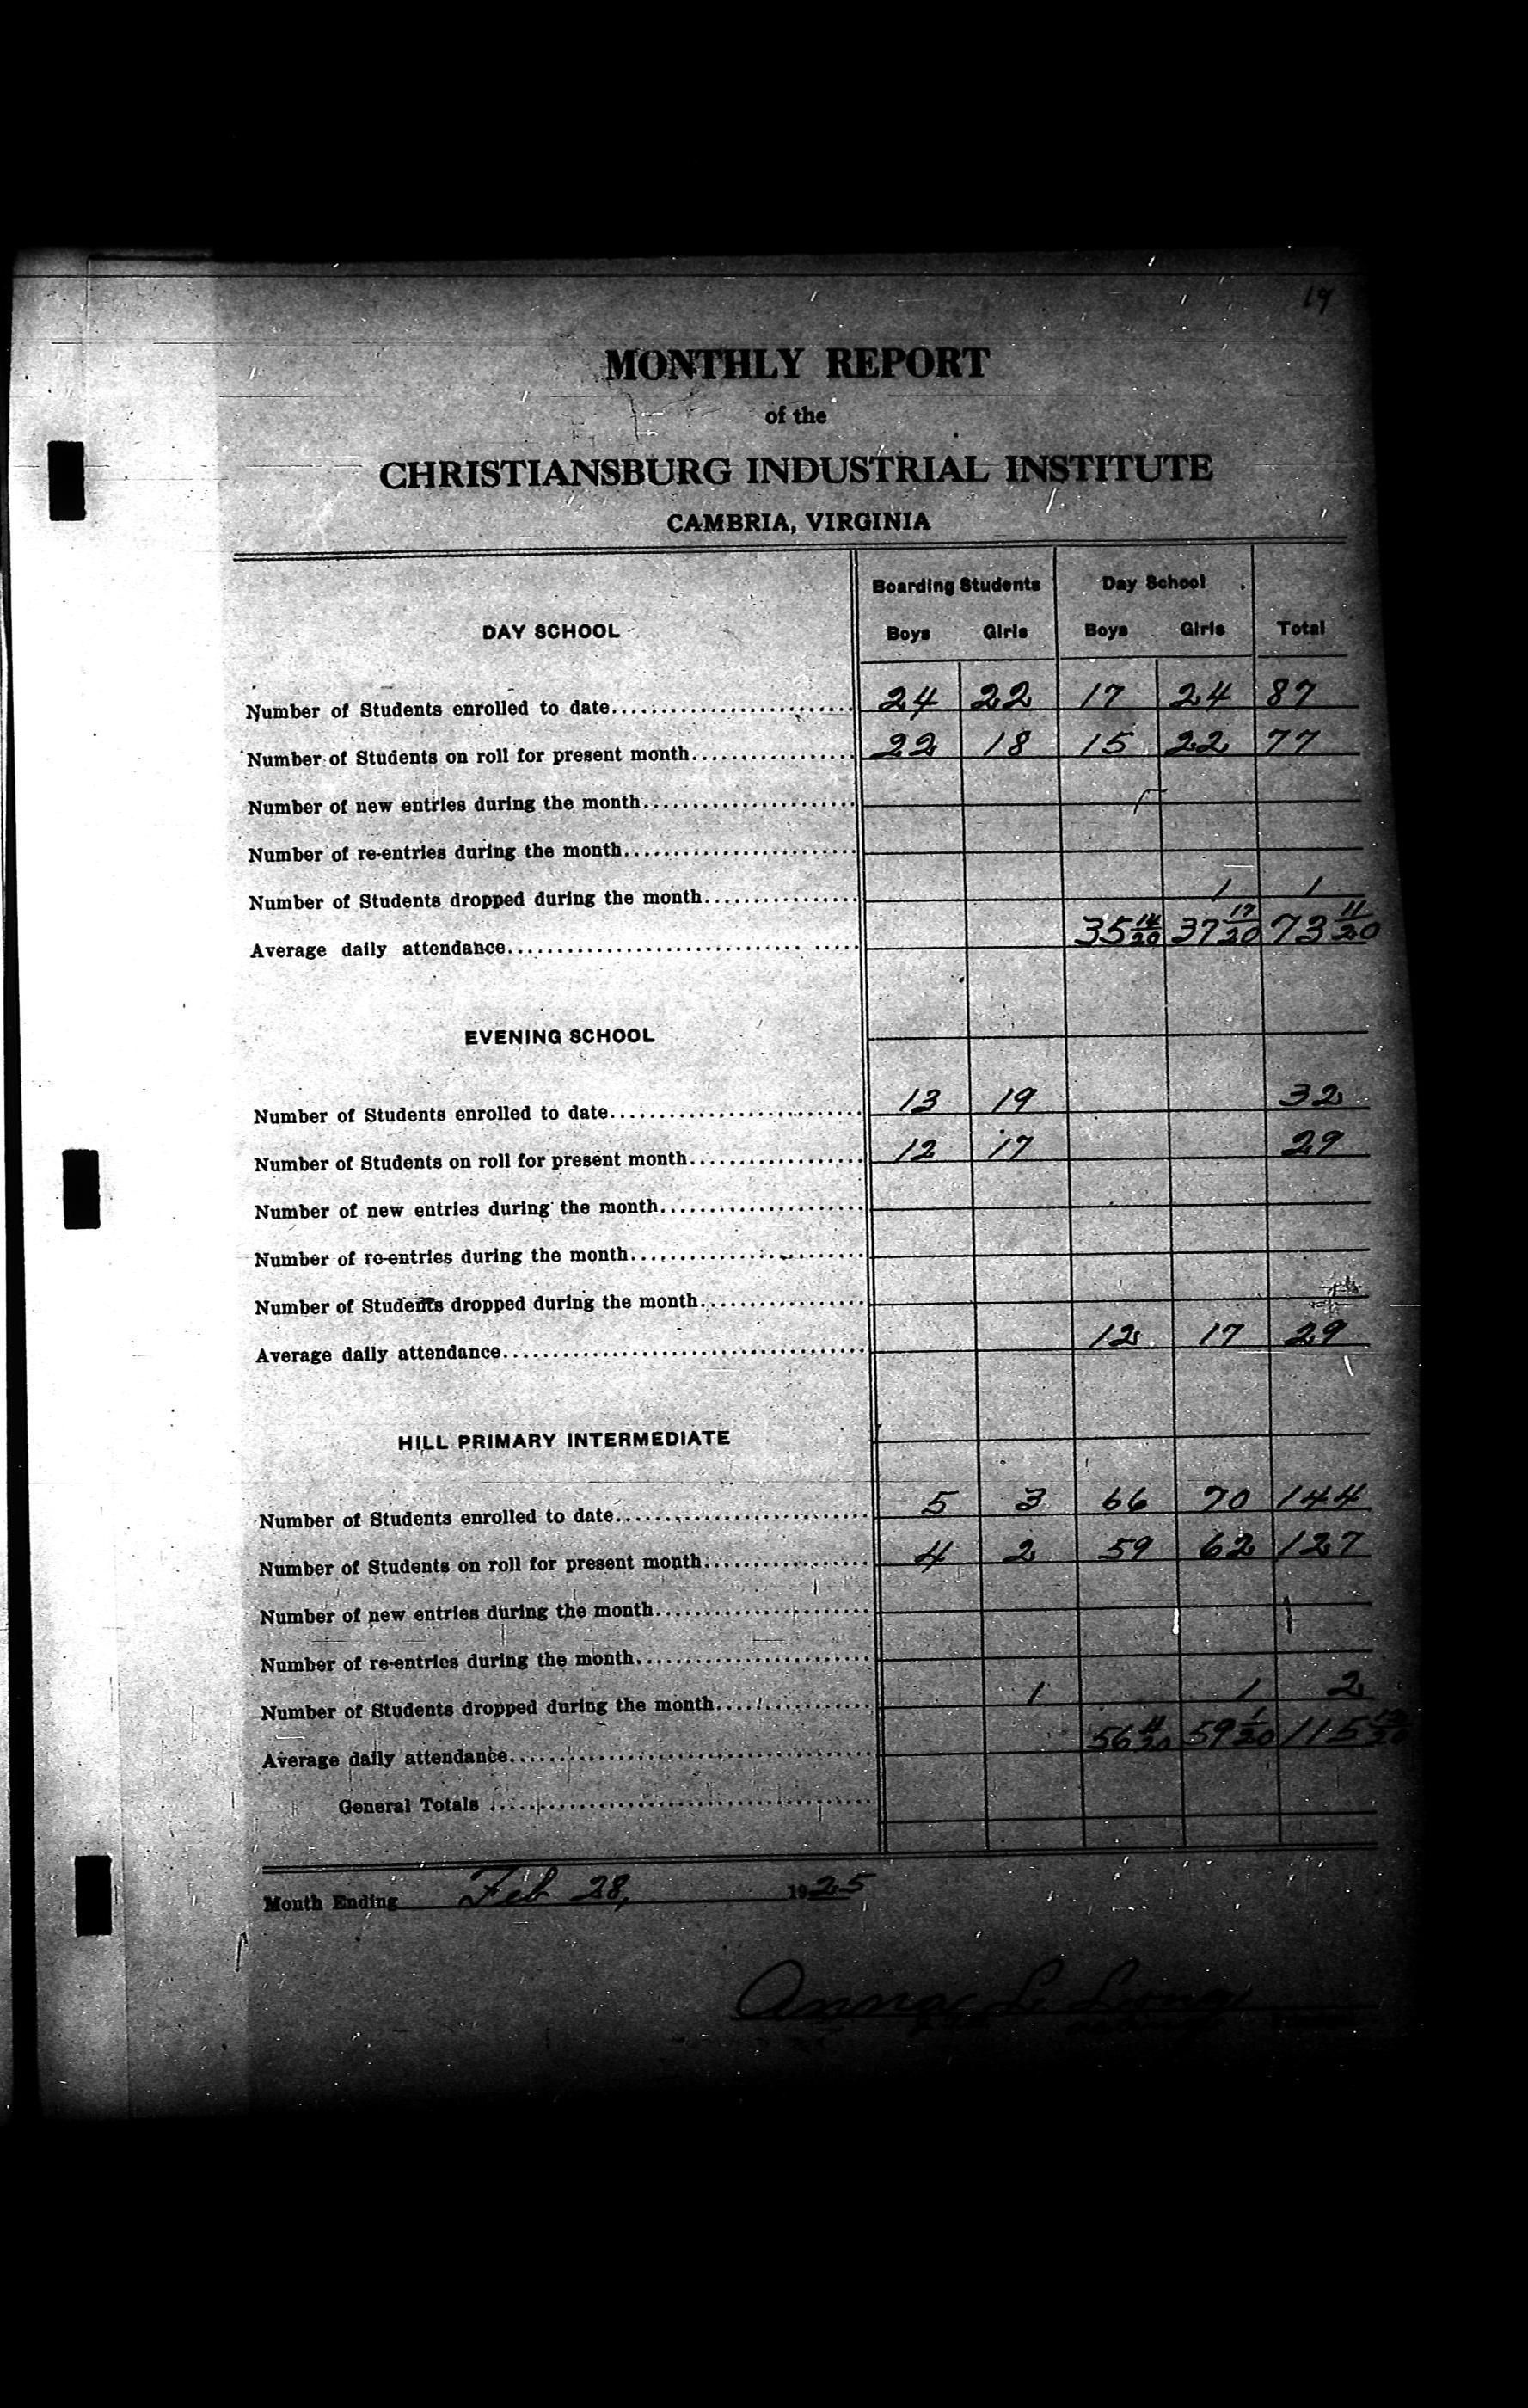 19
MONTHLY REPORT
of the
CHRISTIANSBURG INDUSTRIAL INSTITUTE
CAMBRIA, VIRGINIA
Boarding Students Day School
DAY SCHOOL Boys Girls Boys Girls Total
Number of Students enrolled to date 24 22 17 24 87
Number of Students on roll for present month 22 18 15 22 77
Number of new entries during the month
Number of re-entries during the month
Number of Students dropped during the month 1 1
Average daily attendance 35 14/20 37 17/20 73 11/20
EVENING SCHOOL
Number of Students enrolled to date 13 19 32
Number of Students on roll for present month 12 17 29
Number of new entries during the month
Number of re-entries during the month
Number of Students dropped during the month
Average daily attendance 12 17 29
HILL PRIMARY INTERMEDIATE
Number of Students enrolled to date 5 3 66 70 144
Number of Students on roll for present month 4 2 59 62 127
Number of new entries during the month
Number of re-entries during the month
Number of Students dropped during the month 1 1 2
Average daily attendance 56 59 1/20 115
General Totals
Month Ending Feb 28, 1925
Anna L. Long